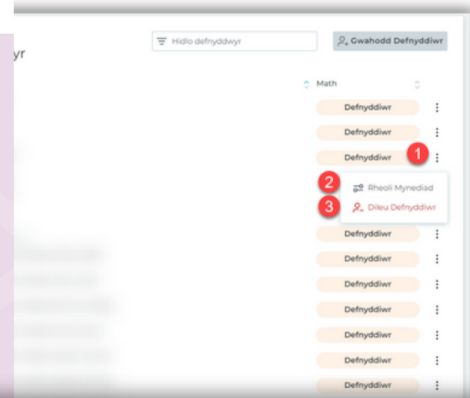 yr
Hidlo defnyddwyr
Gwahodd Defnyddiwr
Math
Defnyddiwr
Defnyddiwr
Defnyddiwr 1
2 Rheoli Mynediad
3 Dileu Defnyddiwr
Defnyddiwr
Defnyddiwr
Defnyddiwr
Defnyddiwr
Defnyddiwr
Defnyddiwr
Defnyddiwr